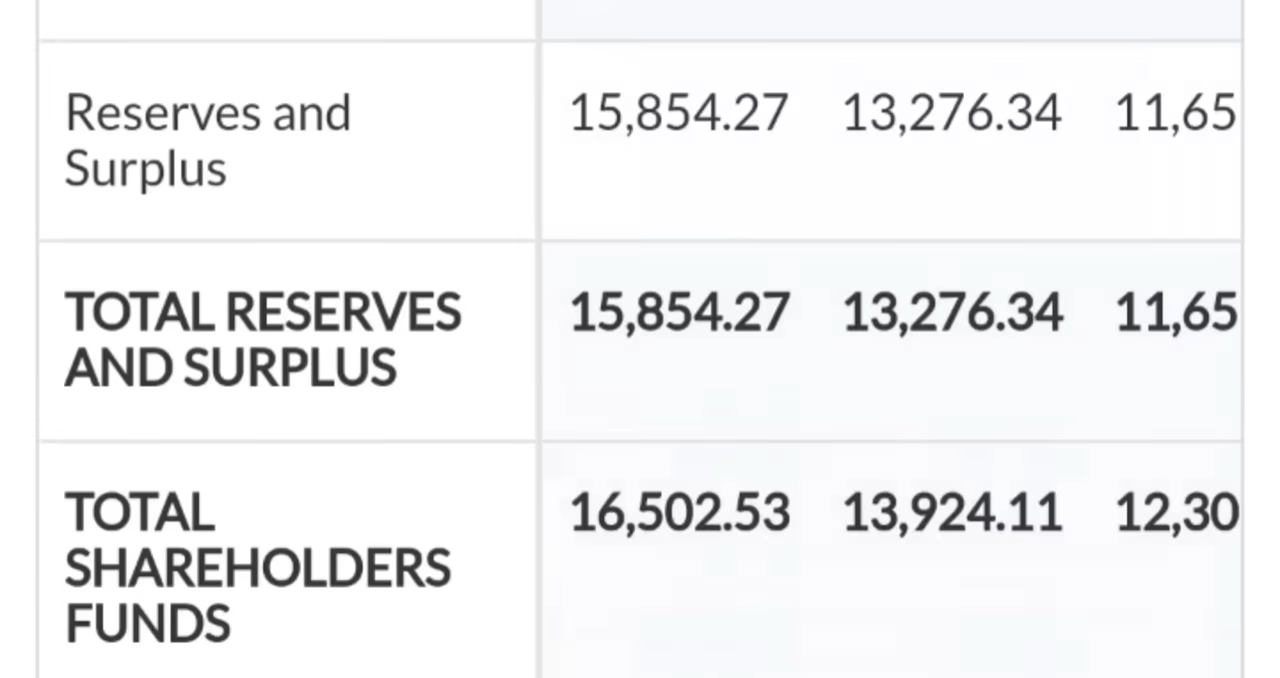 Reserves and 15,854.27 13,276.34 11,65
Surplus
TOTAL RESERVES 15,854.27 13,276.34 11,65
AND SURPLUS
TOTAL 16,502.53 13,924.11 12,30
SHAREHOLDERS
FUNDS